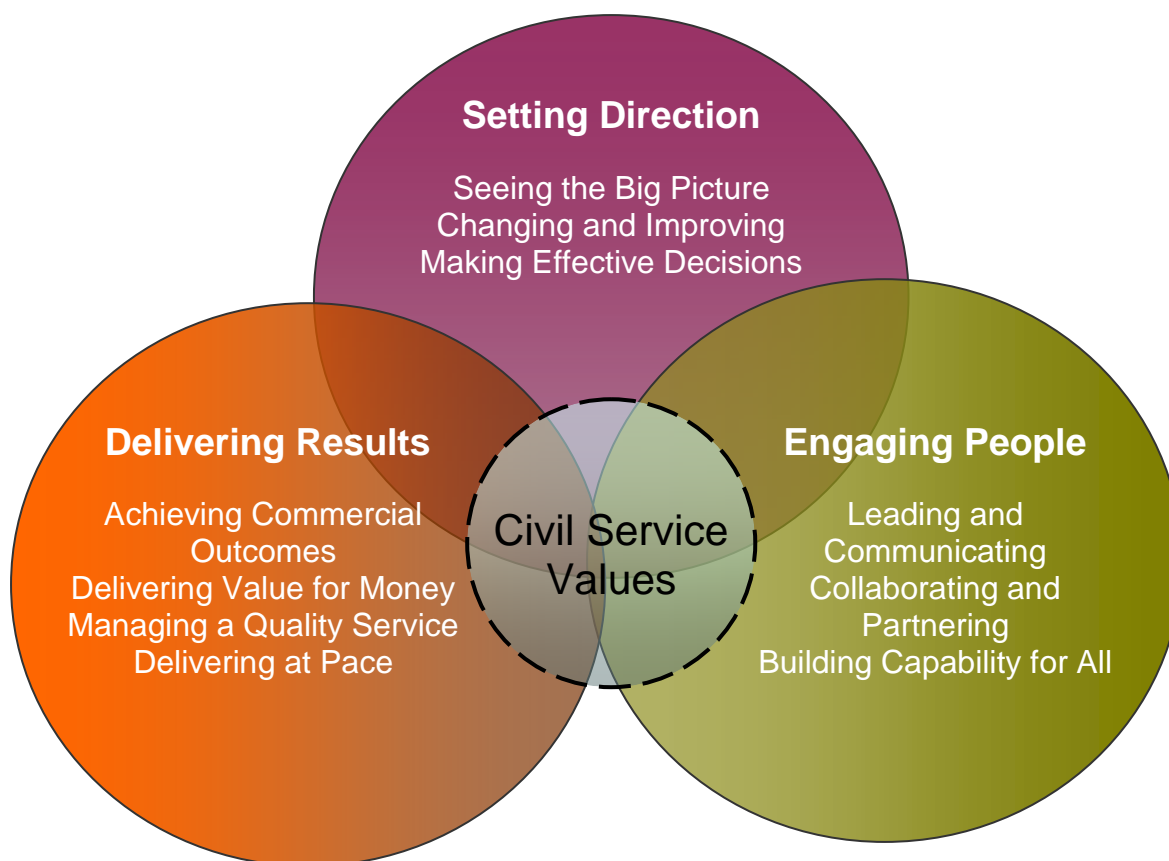 Setting Direction
Seeing the Big Picture
Changing and Improving
Making Effective Decisions
Delivering Results
Achieving Commercial
Outcomes
Delivering Value for Money
Managing a Quality Service
Delivering at Pace
Civil Service
Values
Engaging People
Leading and
Communicating
Collaborating and
Partnering
Building Capability for All